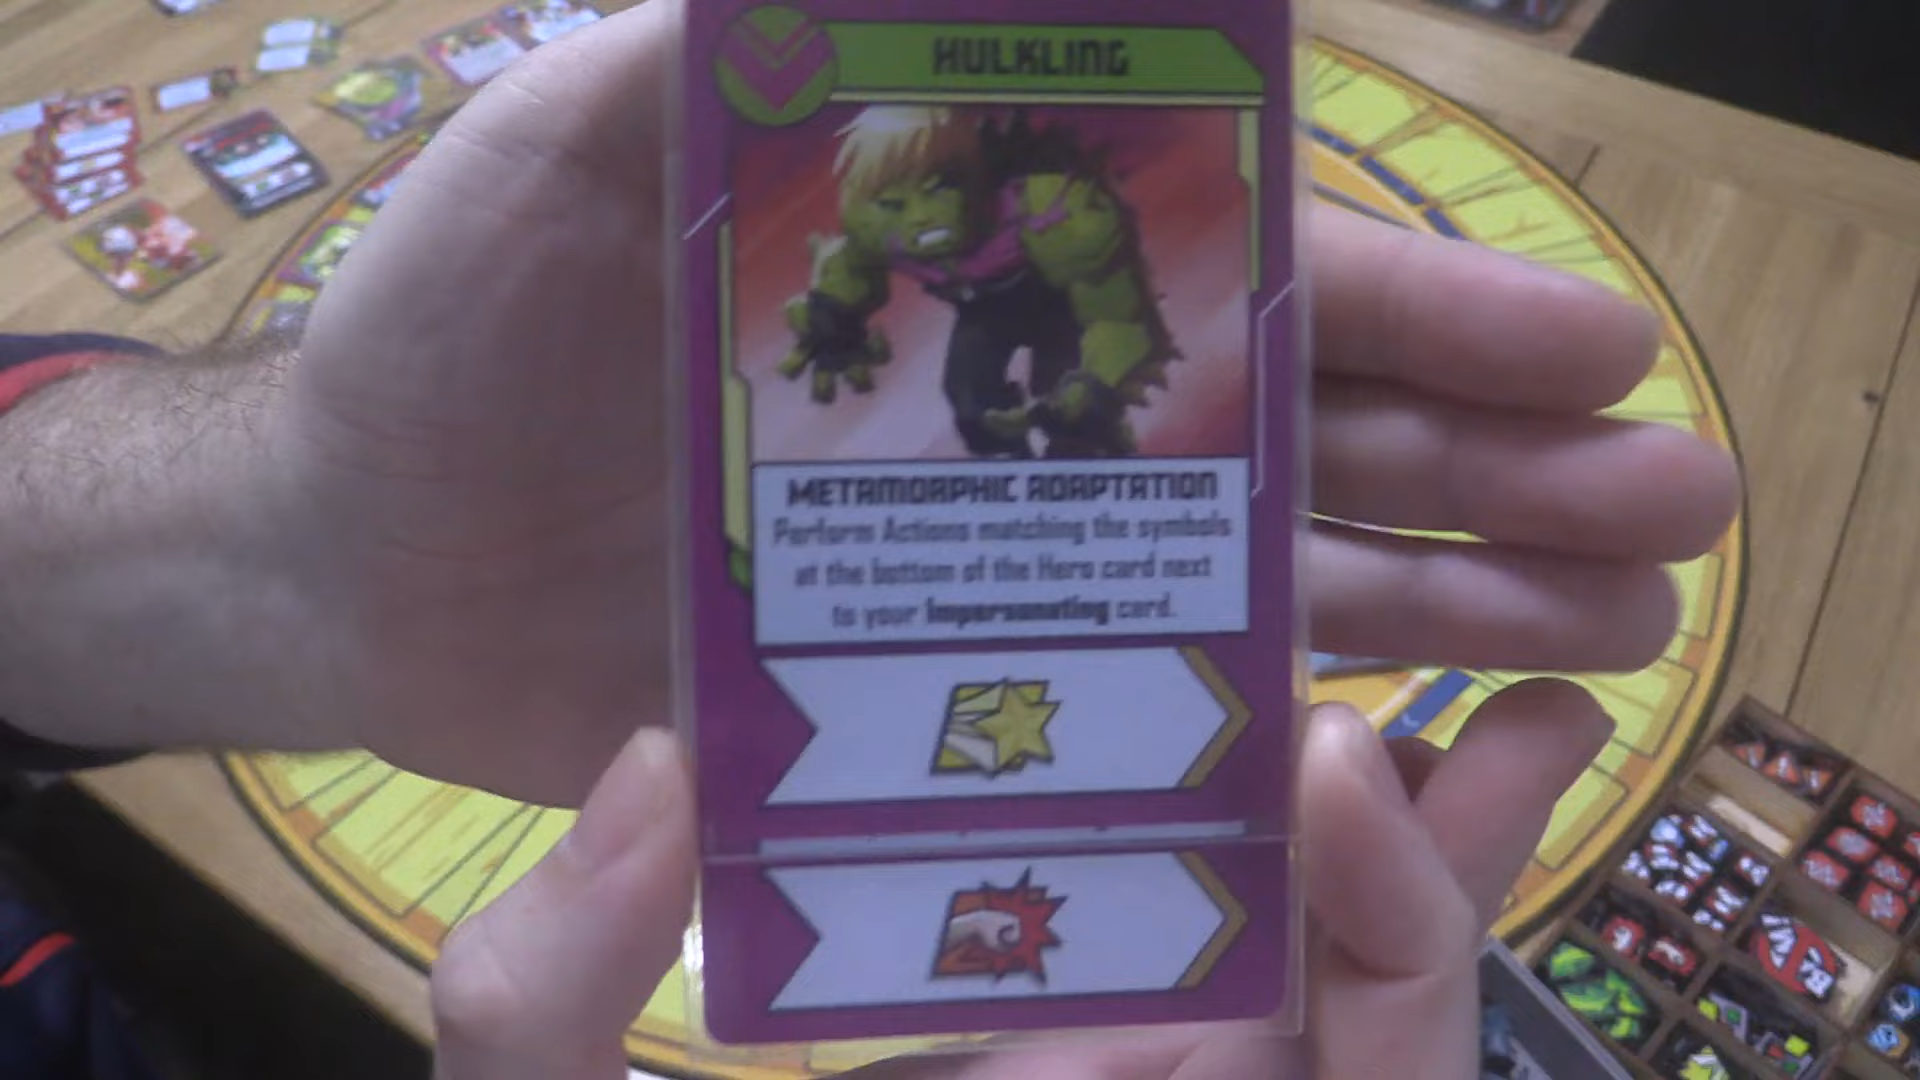 HULKLING
METAMORPHIC ADAPTATION
Perform Actions matching the symbols
at the bottom of the Hero card next
to your Impersonating card.